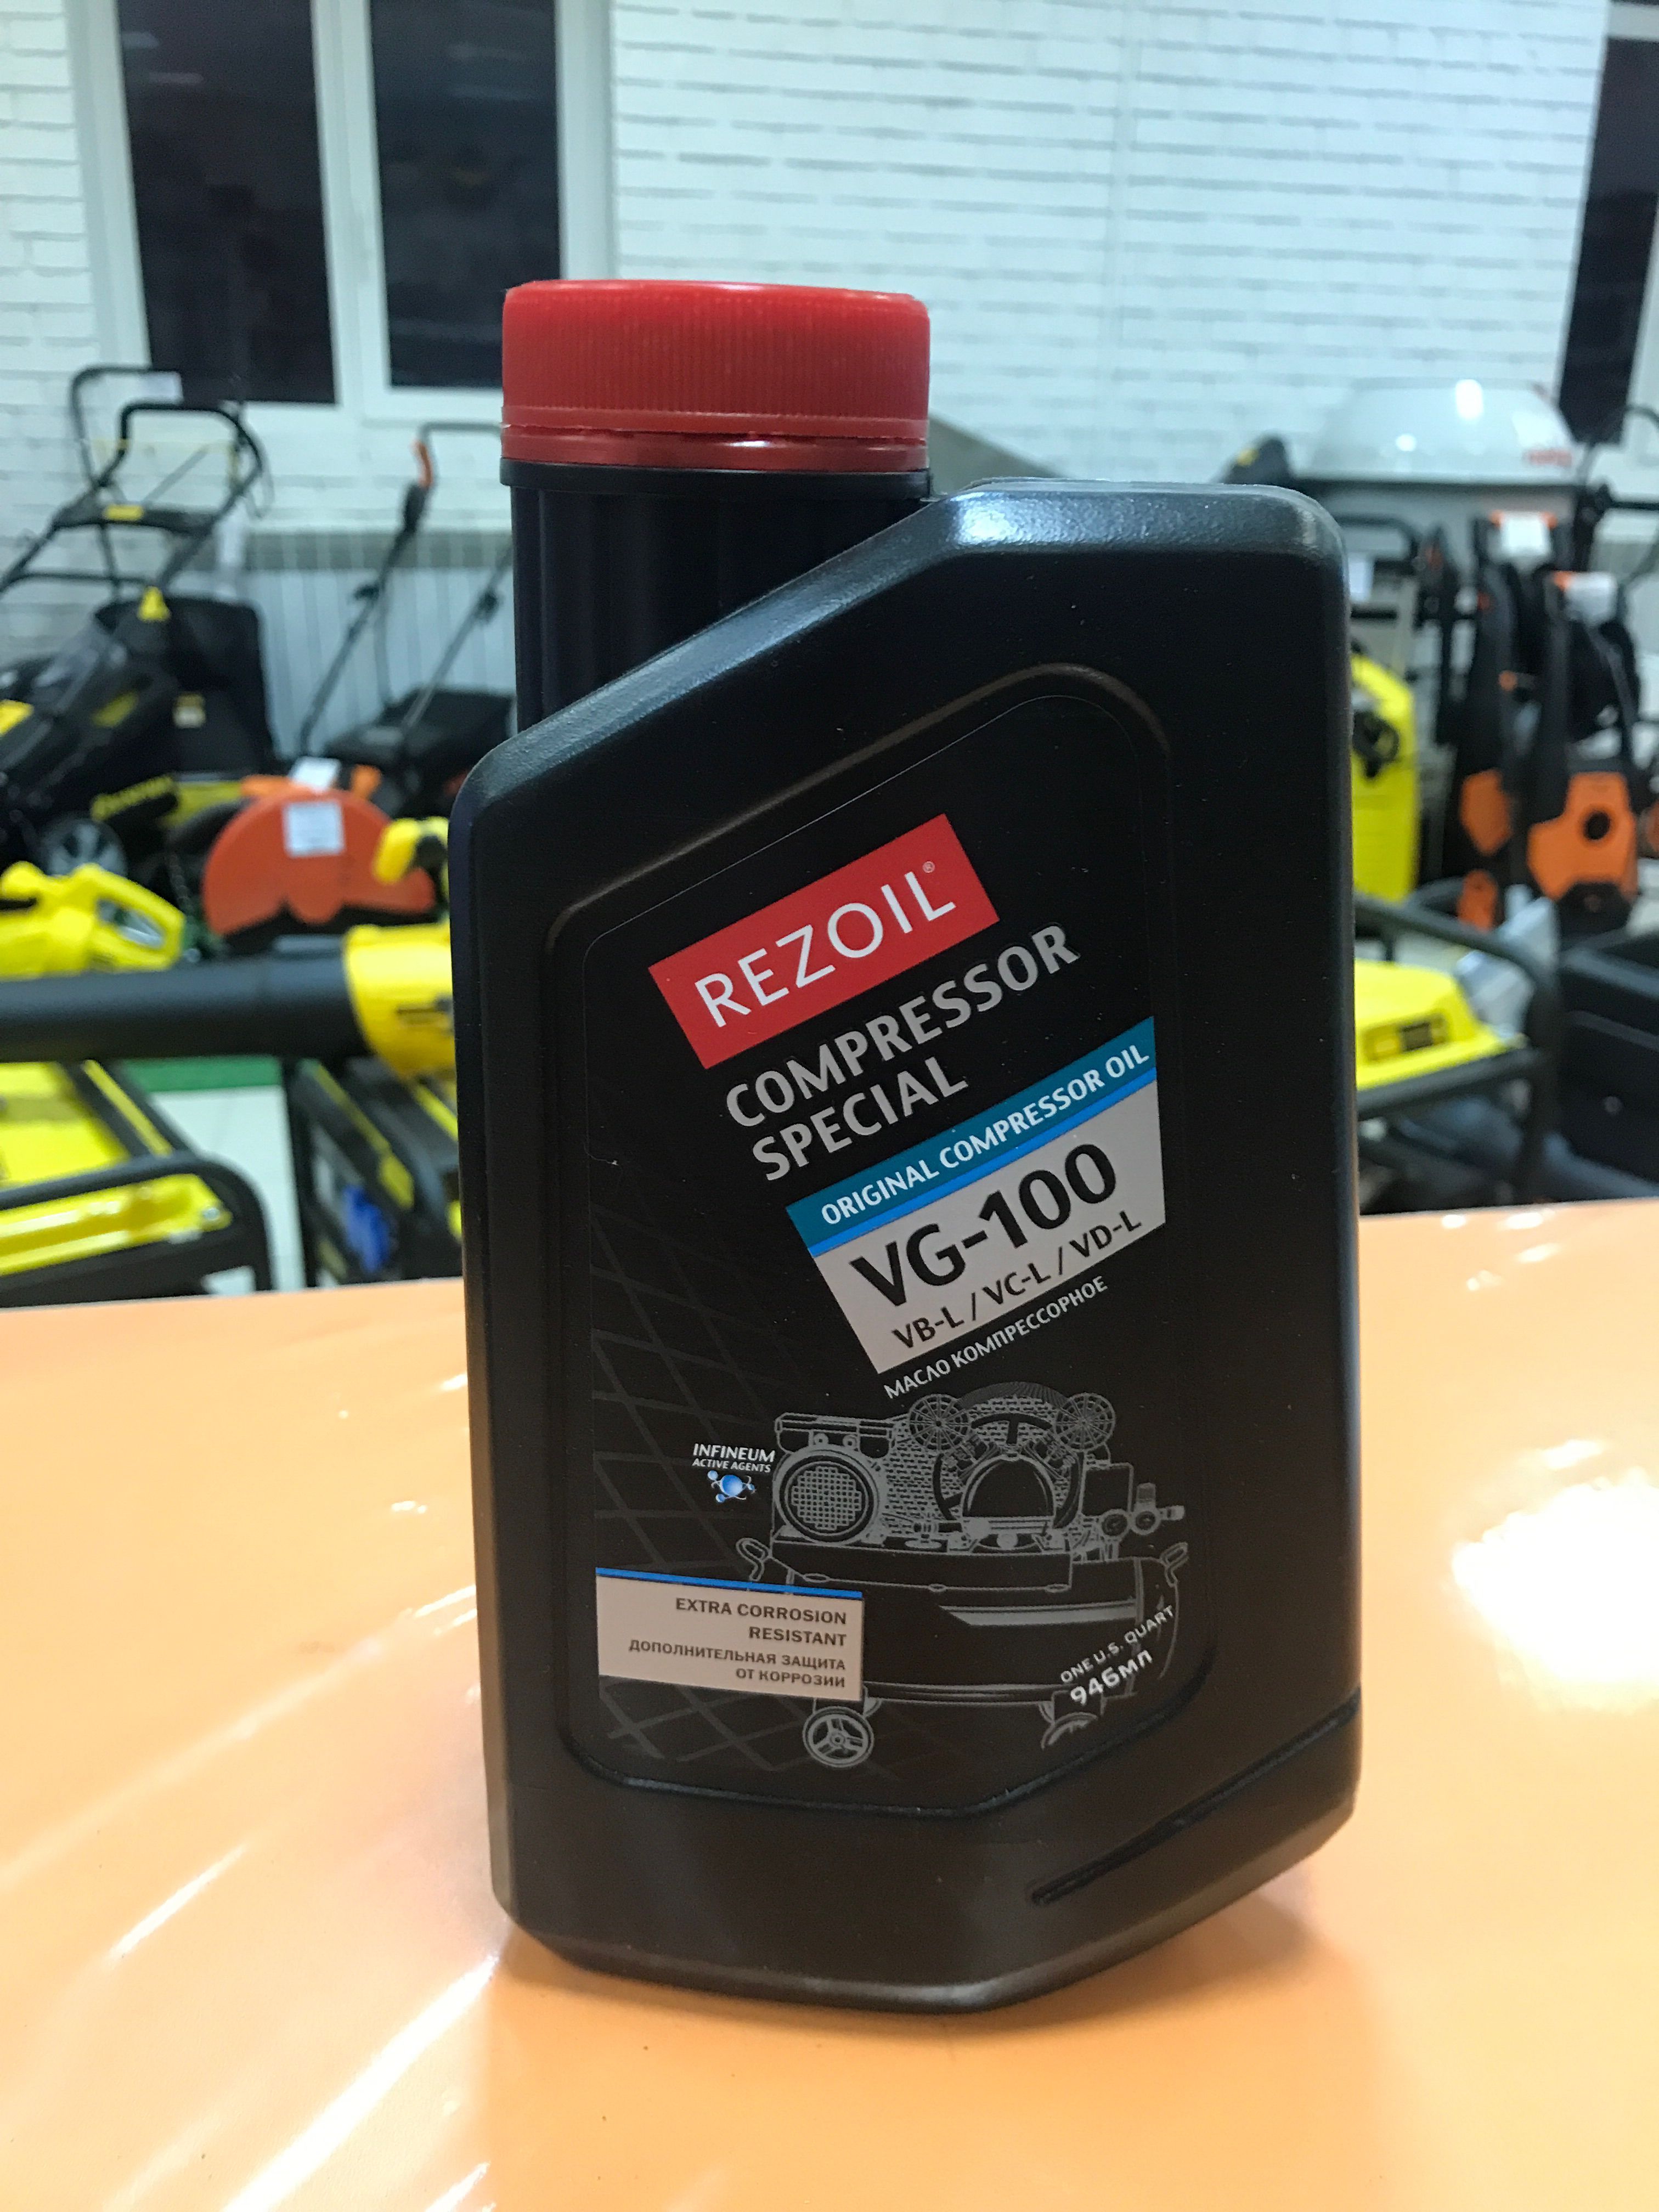 REZOIL®
COMPRESSOR
SPECIAL
ORIGINAL COMPRESSOR OIL
VG-100
VB-L / VC-L / VD-L
МАСЛО КОМПРЕССОРНОЕ
INFINEUM
ACTIVE AGENTS
EXTRA CORROSION
RESISTANT
ДОПОЛНИТЕЛЬНАЯ ЗАЩИТА
ОТ КОРРОЗИИ
ONE U.S. QUART
946мл